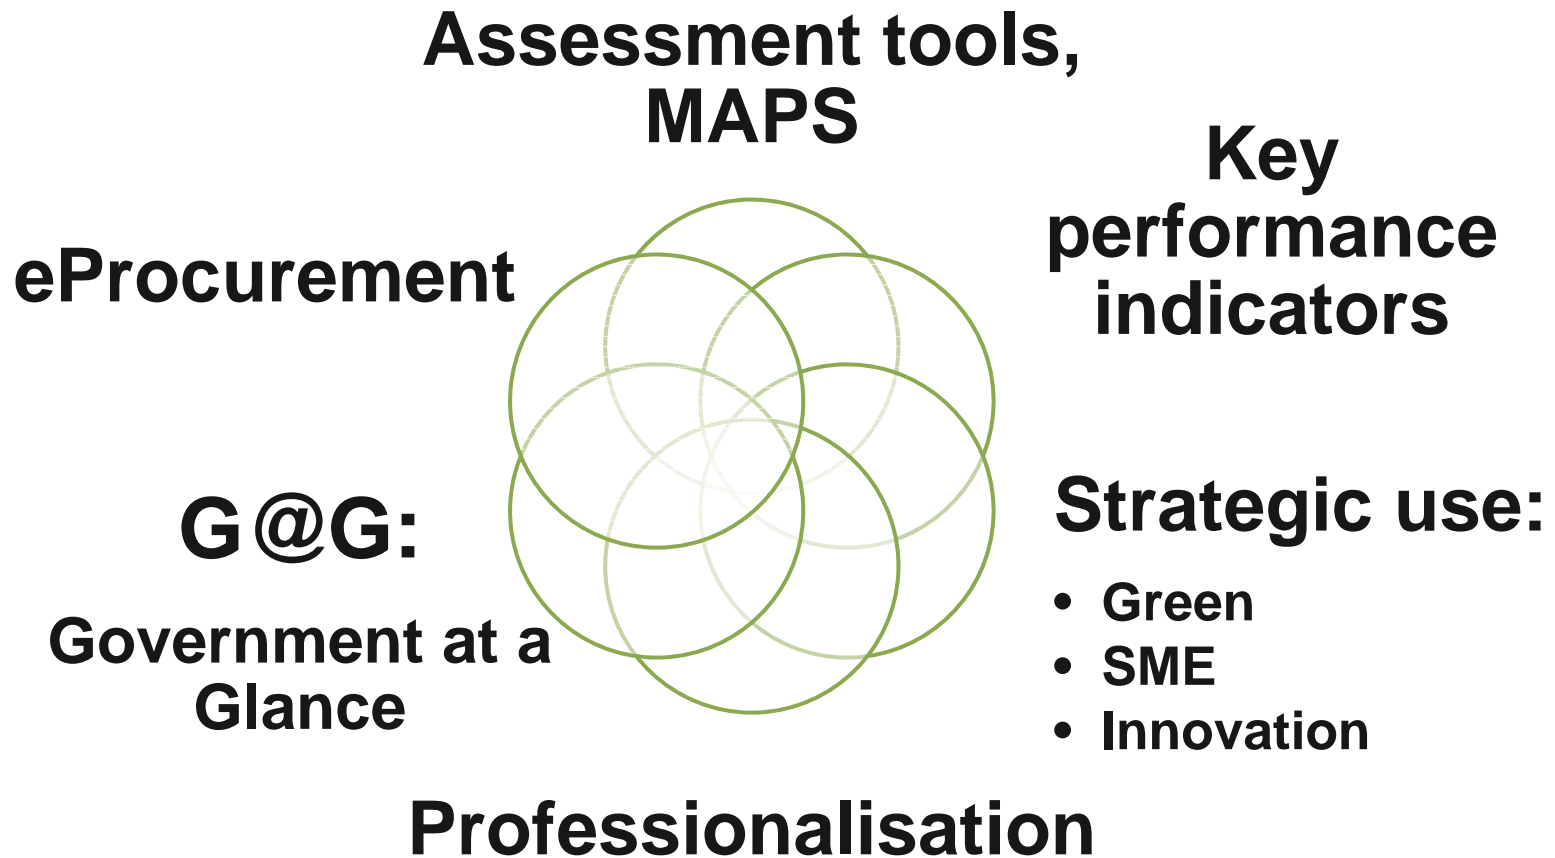 Assessment tools,
MAPS
Key
performance
indicators
eProcurement
Strategic use:
• Green
• SME
• Innovation
G@G:
Government at a
Glance
Professionalisation